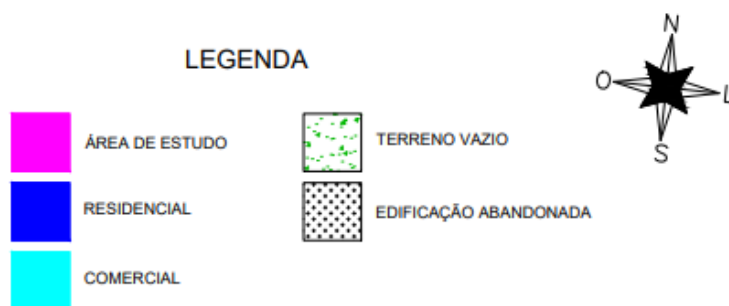 LEGENDA
N
O
L
S
ÁREA DE ESTUDO
TERRENO VAZIO
RESIDENCIAL
EDIFICAÇÃO ABANDONADA
COMERCIAL